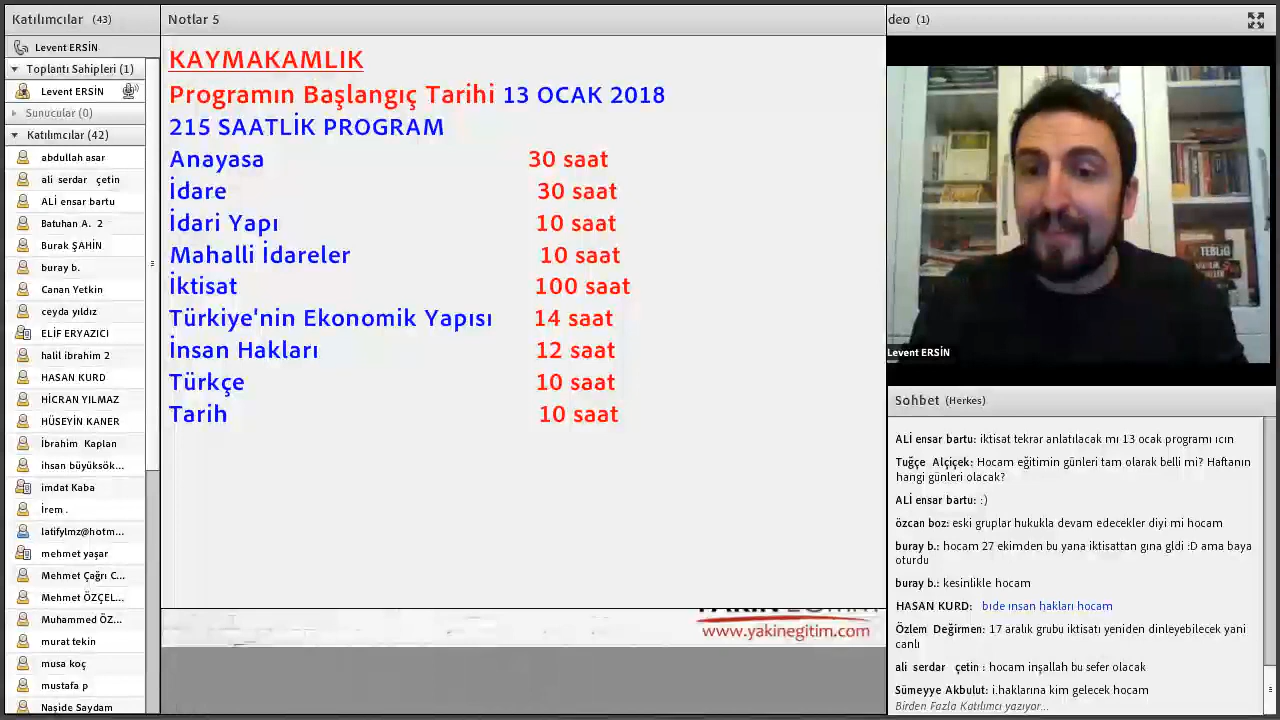 Katılımcılar (43)
Levent ERSİN
Toplantı Sahipleri (1)
Levent ERSİN
Sunucular (0)
Katılımcılar (42)
abdullah asar
ali serdar çetin
ALİ ensar bartu
Batuhan A. 2
Burak ŞAHİN
buray b.
Canan Yetkin
ceyda yıldız
ELİF ERYAZICI
halil ibrahim 2
HASAN KURD
HİCRAN YILMAZ
HÜSEYİN KANER
İbrahim Kaplan
ihsan büyüksök...
imdat Kaba
İrem .
latifylmz@hotm...
mehmet yaşar
Mehmet Çağrı C...
Mehmet ÖZÇEL...
Muhammed ÖZ...
murat tekin
musa koç
mustafa p
Naşide Saydam
Notlar 5
KAYMAKAMLIK
Programın Başlangıç Tarihi 13 OCAK 2018
215 SAATLİK PROGRAM
Anayasa 30 saat
İdare 30 saat
İdari Yapı 10 saat
Mahalli İdareler 10 saat
İktisat 100 saat
Türkiye'nin Ekonomik Yapısı 14 saat
İnsan Hakları 12 saat
Türkçe 10 saat
Tarih 10 saat
www.yakinegitim.com
deo (1)
TEBLİĞ
Levent ERSİN
Sohbet (Herkes)
ALİ ensar bartu: iktisat tekrar anlatılacak mı 13 ocak programı ıcın
Tuğçe Alçiçek: Hocam eğitimin günleri tam olarak belli mi? Haftanın
hangi günleri olacak?
ALİ ensar bartu: :)
özcan boz: eski gruplar hukukla devam edecekler diyi mi hocam
buray b.: hocam 27 ekimden bu yana iktisattan gına gldi :D ama baya
oturdu
buray b.: kesinlikle hocam
HASAN KURD: bıde ınsan hakları hocam
Özlem Değirmen: 17 aralık grubu iktisatı yeniden dinleyebilecek yani
canlı
ali serdar çetin : hocam inşallah bu sefer olacak
Sümeyye Akbulut: i.haklarına kim gelecek hocam
Birden Fazla Katılımcı yazıyor...